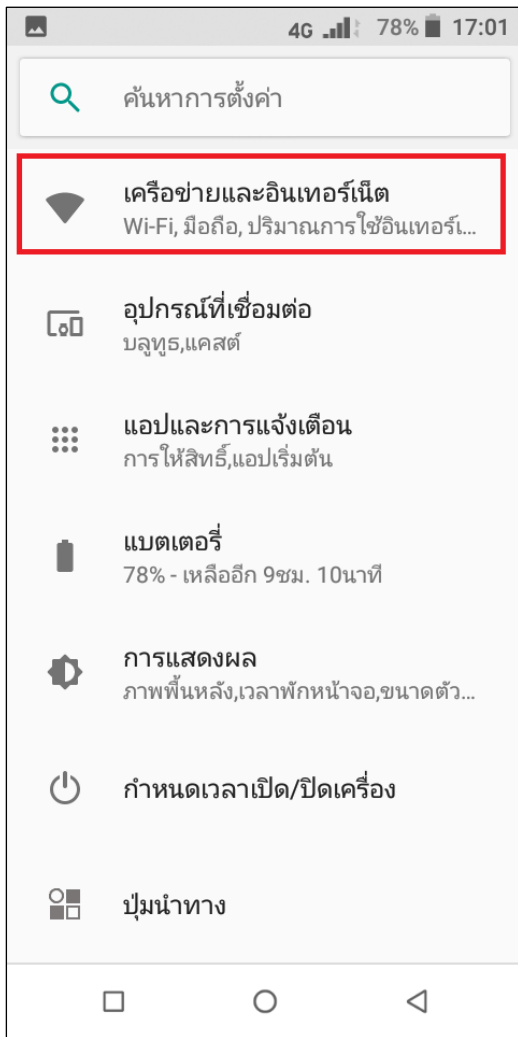 4G 78% 17:01
ค้นหาการตั้งค่า
เครือข่ายและอินเทอร์เน็ต
Wi-Fi, มือถือ, ปริมาณการใช้อินเทอร์เ...
อุปกรณ์ที่เชื่อมต่อ
บลูทูธ,แคสต์
แอปและการแจ้งเตือน
การให้สิทธิ์,แอปเริ่มต้น
แบตเตอรี่
78% - เหลืออีก 9ชม. 10นาที
การแสดงผล
ภาพพื้นหลัง,เวลาพักหน้าจอ,ขนาดตัว...
กำหนดเวลาเปิด/ปิดเครื่อง
ปุ่มนำทาง